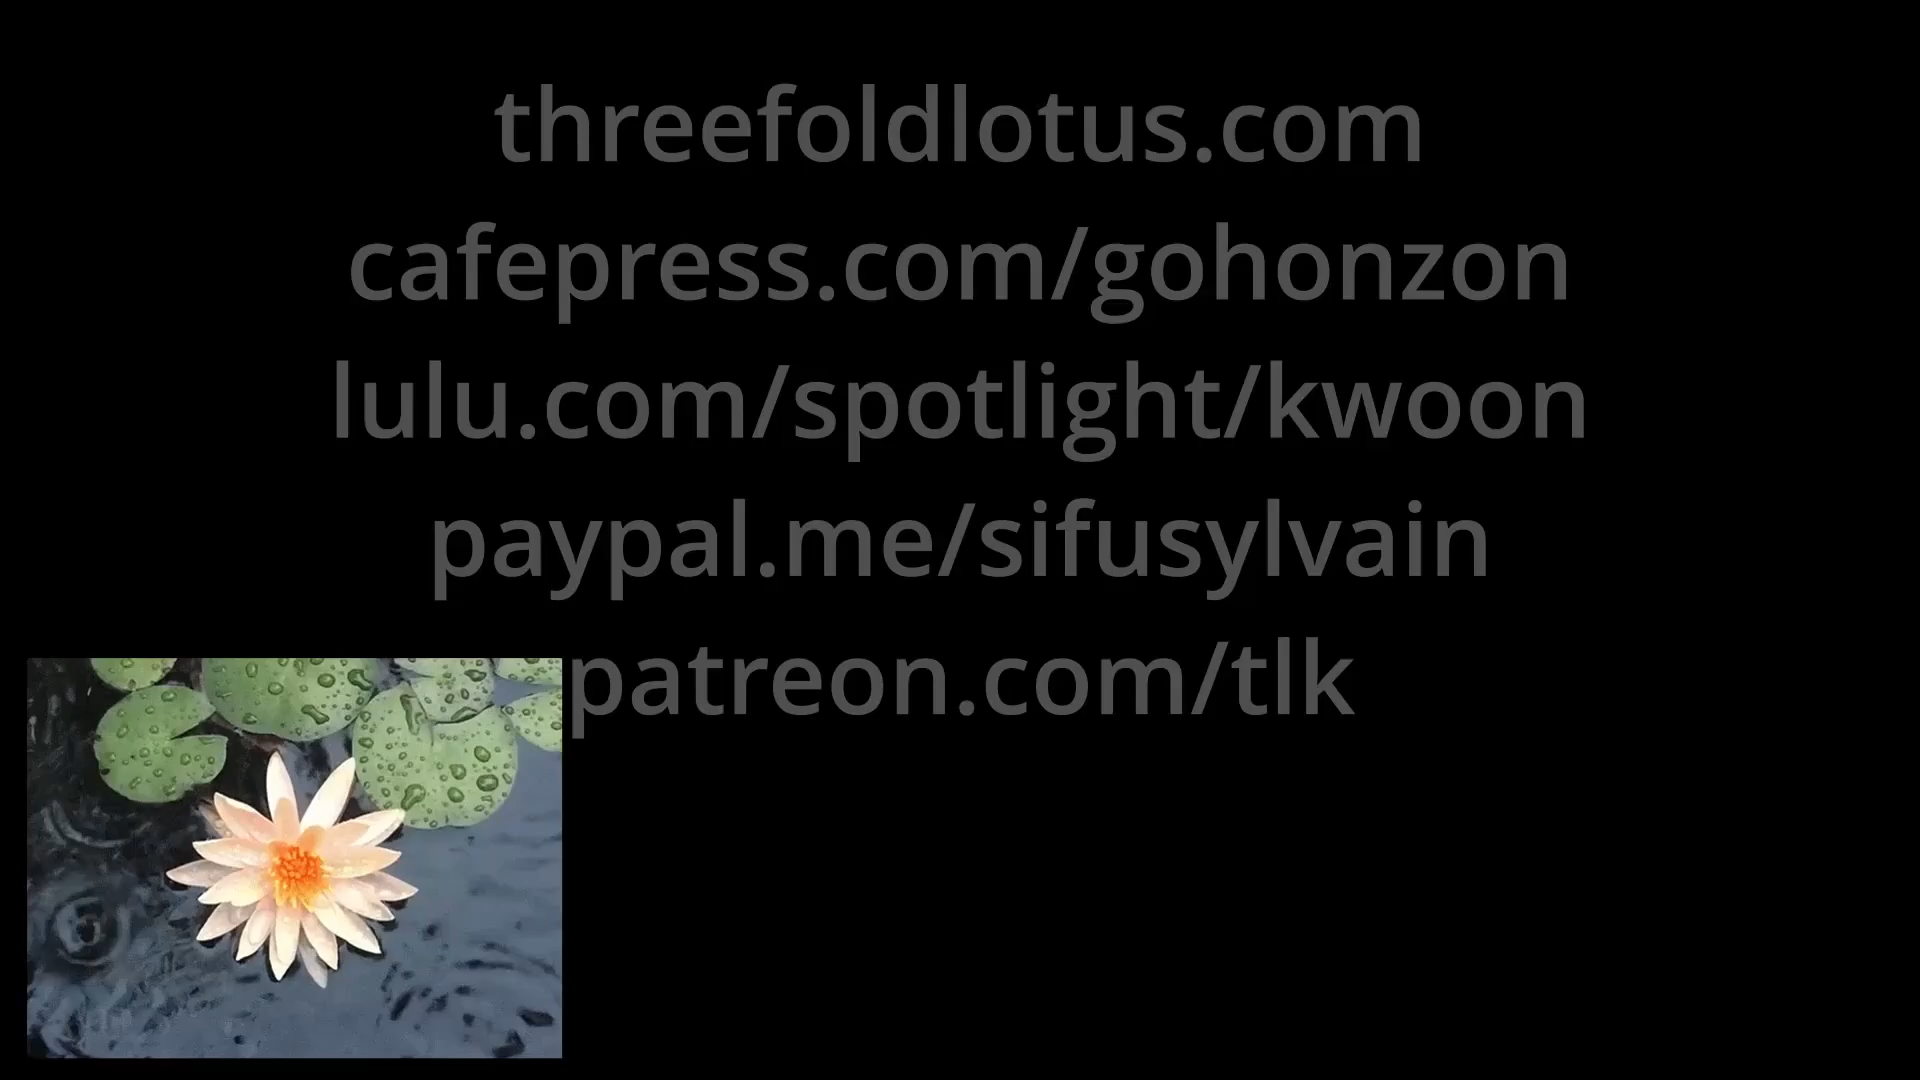 threefoldlotus.com
cafepress.com/gohonzon
lulu.com/spotlight/kwoon
paypal.me/sifusylvain
patreon.com/tlk